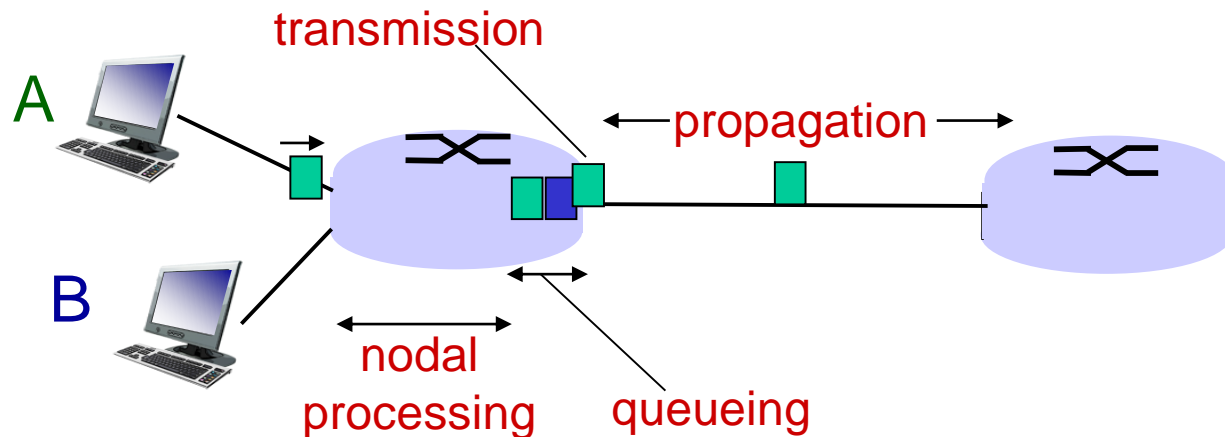 transmission
A
propagation
B
nodal
processing
queueing